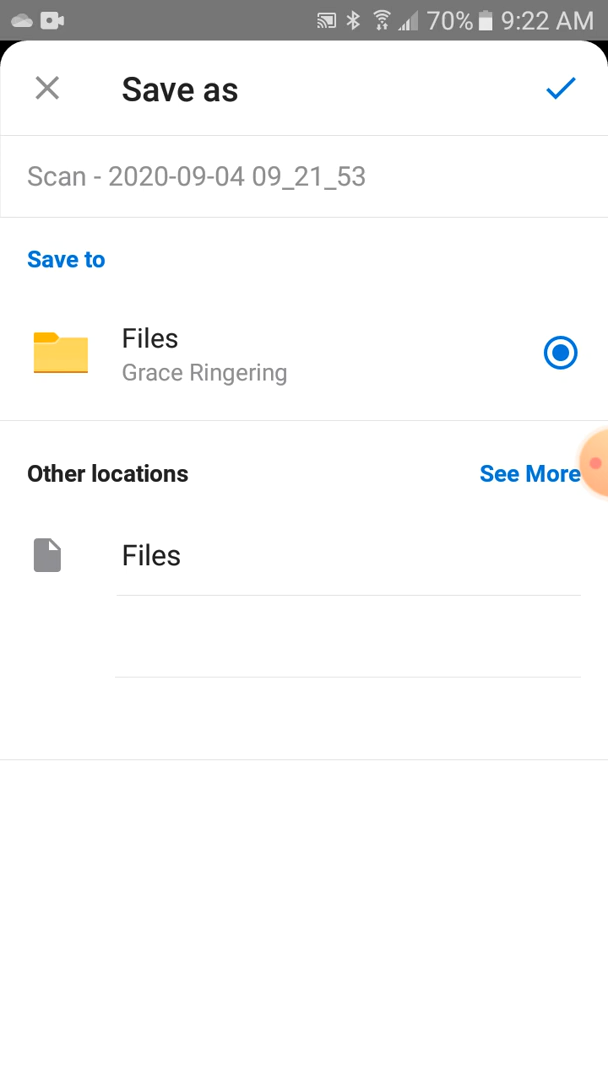 70% 9:22 AM
Save as
Scan - 2020-09-04 09_21_53
Save to
Files
Grace Ringering
Other locations
See More
Files